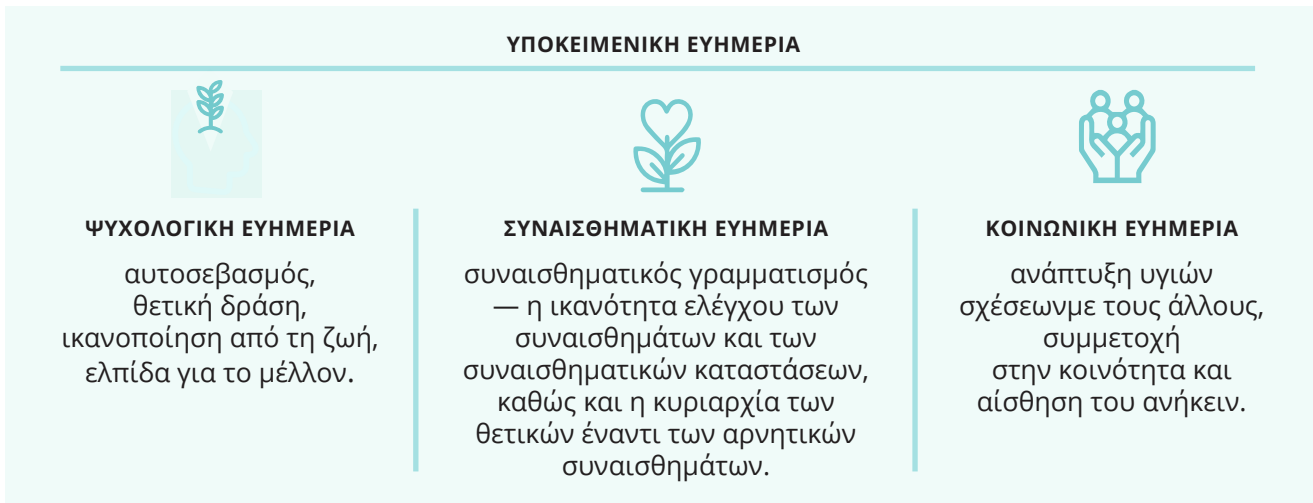 ΥΠΟΚΕΙΜΕΝΙΚΗ ΕΥΗΜΕΡΙΑ
ΨΥΧΟΛΟΓΙΚΗ ΕΥΗΜΕΡΙΑ
αυτοσεβασμός,
θετική δράση,
ικανοποίηση από τη ζωή,
ελπίδα για το μέλλον.
ΣΥΝΑΙΣΘΗΜΑΤΙΚΗ ΕΥΗΜΕΡΙΑ
συναισθηματικός γραμματισμός
— η ικανότητα ελέγχου των
συναισθημάτων και των
συναισθηματικών καταστάσεων,
καθώς και η κυριαρχία των
θετικών έναντι των αρνητικών
συναισθημάτων.
ΚΟΙΝΩΝΙΚΗ ΕΥΗΜΕΡΙΑ
ανάπτυξη υγιών
σχέσεωνμε τους άλλους,
συμμετοχή
στην κοινότητα και
αίσθηση του ανήκειν.